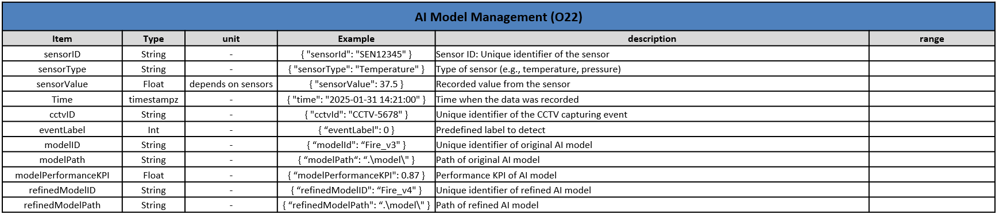 AI Model Management (O22)
Item Type unit Example description range
sensorID String - { "sensorId": "SEN12345" } Sensor ID: Unique identifier of the sensor
sensorType String - { "sensorType": "Temperature" } Type of sensor (e.g., temperature, pressure)
sensorValue Float depends on sensors { "sensorValue": 37.5 } Recorded value from the sensor
Time timestampz - { "time": "2025-01-31 14:21:00" } Time when the data was recorded
cctvID String - { "cctvId": "CCTV-5678" } Unique identifier of the CCTV capturing event
eventLabel Int - { “eventLabel": 0 } Predefined label to detect
modelID String - { “modelId": “Fire_v3" } Unique identifier of original AI model
modelPath String - { “modelPath“: “.\model\" } Path of original AI model
modelPerformanceKPI Float - { “modelPerformanceKPI": 0.87 } Performance KPI of AI model
refinedModelID String - { “refinedModelID": “Fire_v4" } Unique identifier of refined AI model
refinedModelPath String - { “refinedModelPath": “.\model\" } Path of refined AI model